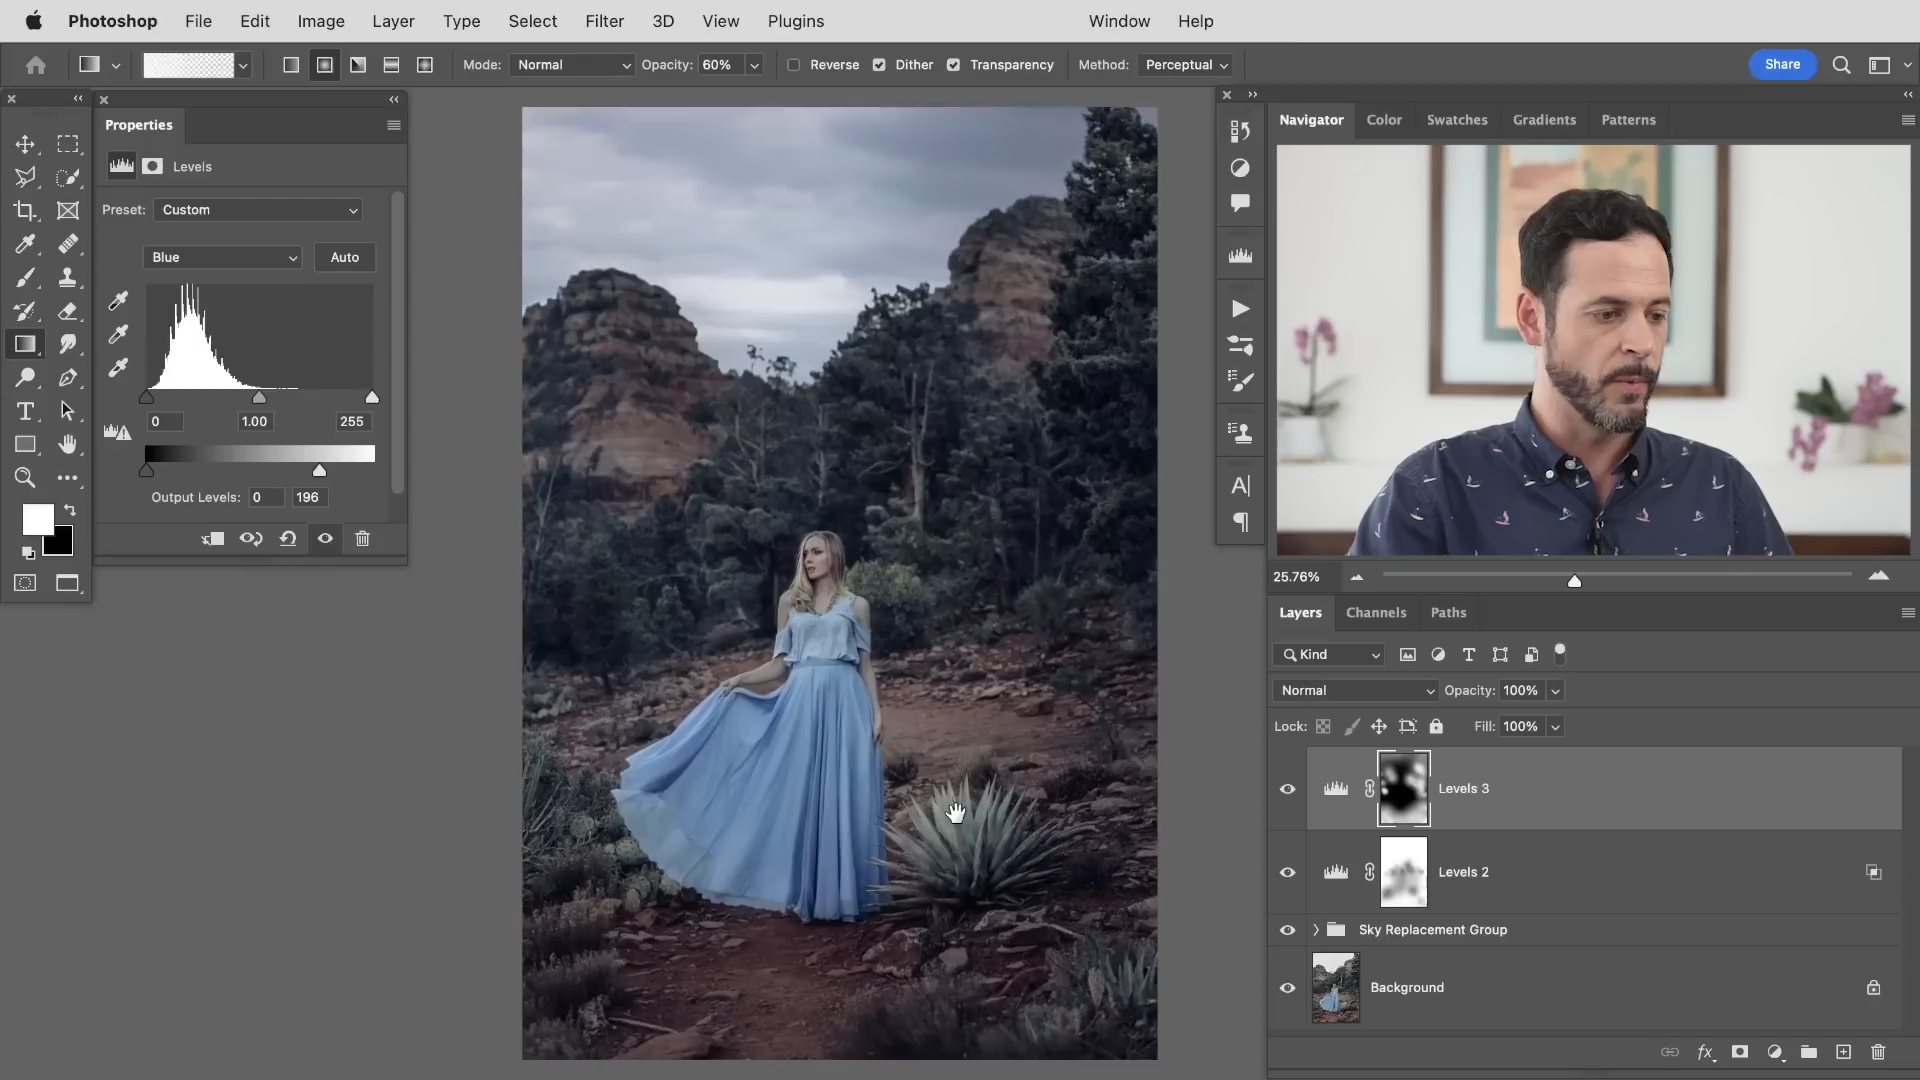 Photoshop File Edit Image Layer Type Select Filter 3D View Plugins Window Help
Mode: Normal Opacity: 60% Reverse Dither Transparency Method: Perceptual Share
Properties
Levels
Preset: Custom
Blue Auto
0 1.00 255
Output Levels: 0 196
T
A
Navigator Color Swatches Gradients Patterns
25.76%
Layers Channels Paths
Kind T
Normal Opacity: 100%
Lock: Fill: 100%
Levels 3
Levels 2
Sky Replacement Group
Background
fx